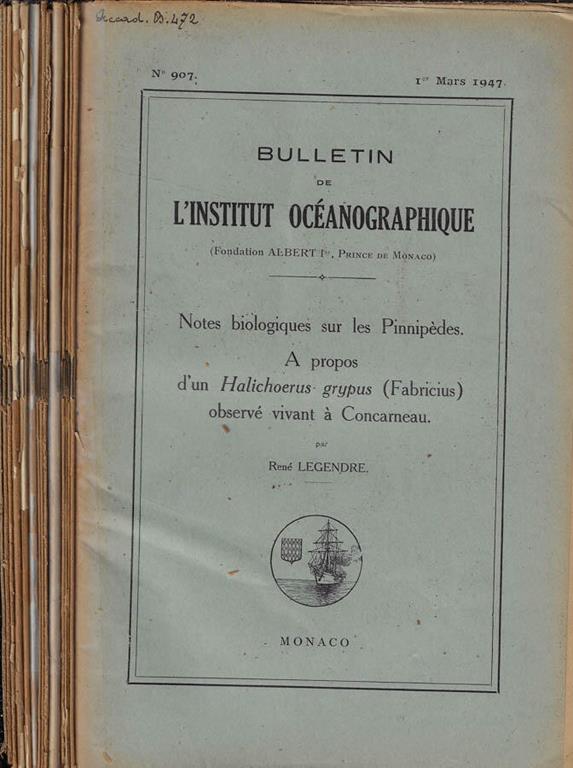 Nº 907.
1er Mars 1947.
BULLETIN
DE
L'INSTITUT OCÉANOGRAPHIQUE
(Fondation ALBERT Ier, PRINCE DE MONACO)
Notes biologiques sur les Pinnipèdes.
A propos
d'un Halichoerus grypus (Fabricius)
observé vivant à Concarneau.
par
René LEGENDRE.
MONACO